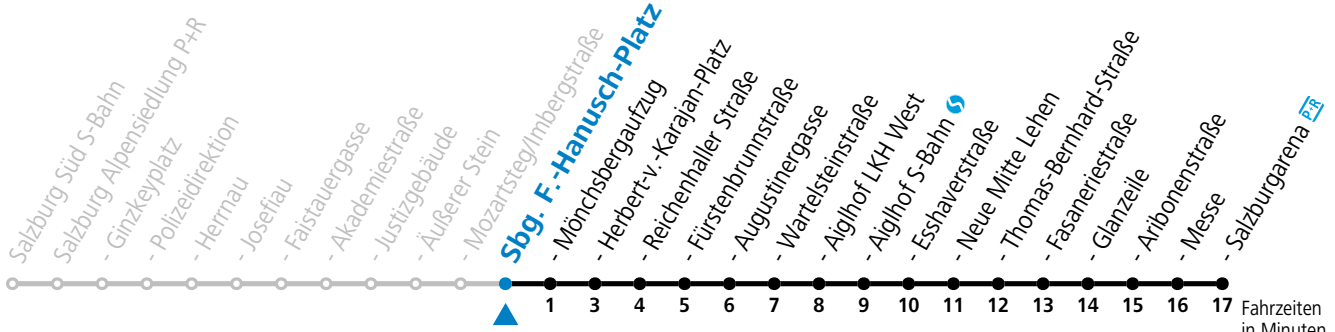 Salzburg Süd S-Bahn
Salzburg Alpensiedlung P+R
- Ginzkeyplatz
- Polizeidirektion
- Herrnau
- Josefiau
- Faistauergasse
- Akademiestraße
- Justizgebäude
- Äußerer Stein
- Mozartsteg/Imbergstraße
Sbg. F.-Hanusch-Platz
- Mönchsbergaufzug
- Herbert-v.-Karajan-Platz
- Reichenhaller Straße
- Fürstenbrunnstraße
- Augustinergasse
- Wartelsteinstraße
- Aiglhof LKH West
- Aiglhof S-Bahn
- Esshaverstraße
- Neue Mitte Lehen
- Thomas-Bernhard-Straße
- Fasaneriestraße
- Glanzeile
- Aribonenstraße
- Messe
- Salzburgarena P+R
1 3 4 5 6 7 8 9 10 11 12 13 14 15 16 17 Fahrzeiten
in Minuten